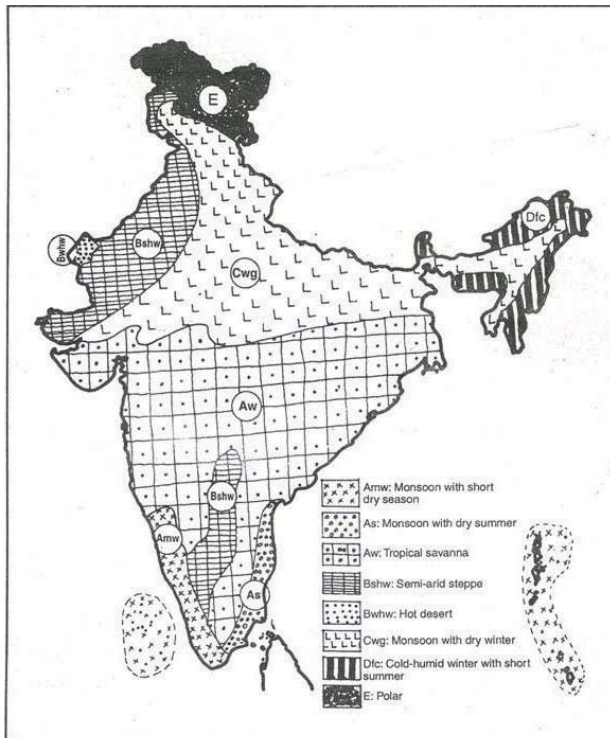 E
Dfc
Bwhw
Bshw
Cwg
Aw
Bshw
Amw
As
Amw: Monsoon with short
dry season
As: Monsoon with dry summer
Aw: Tropical savanna
Bshw: Semi-arid steppe
Bwhw: Hot desert
Cwg: Monsoon with dry winter
Dfc: Cold-humid winter with short
summer
E: Polar